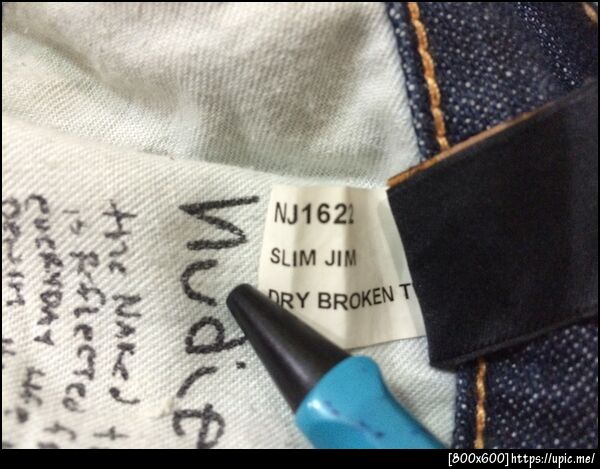 NJ1622
SLIM JIM
DRY BROKEN T
Nudie
the NAKED t
is REFLECTED
EVERYDAY
[800x600]https://upic.me/